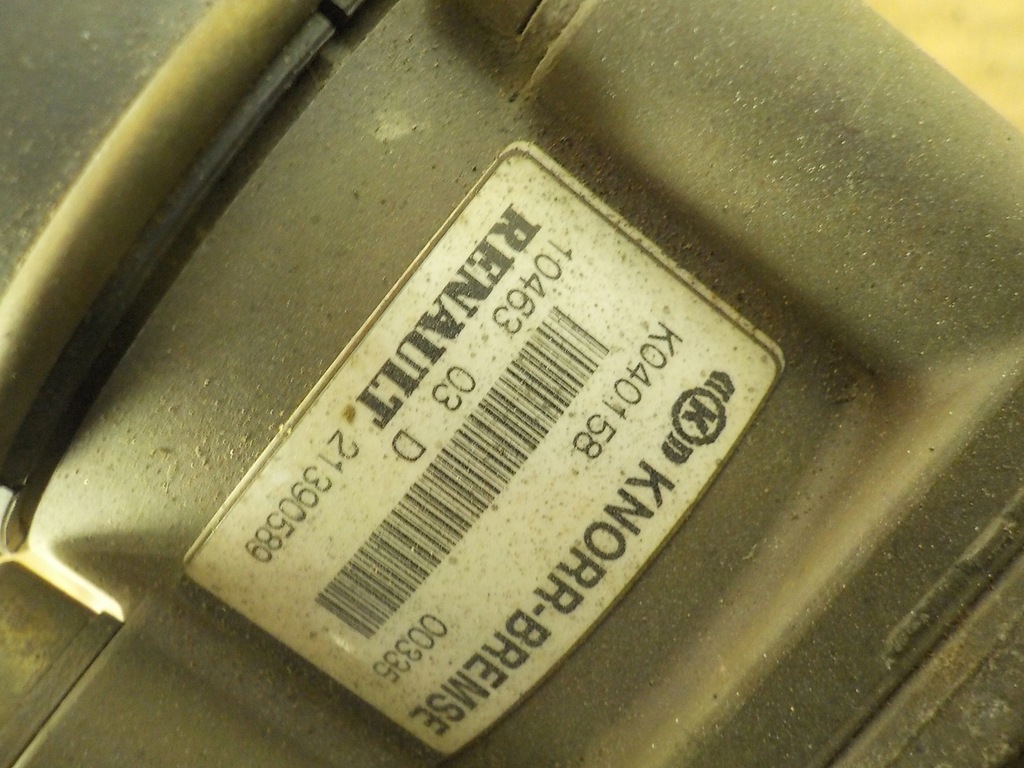 K KNORR-BREMSE
K040158 00335
10463 03 D
RENAULT 21390589